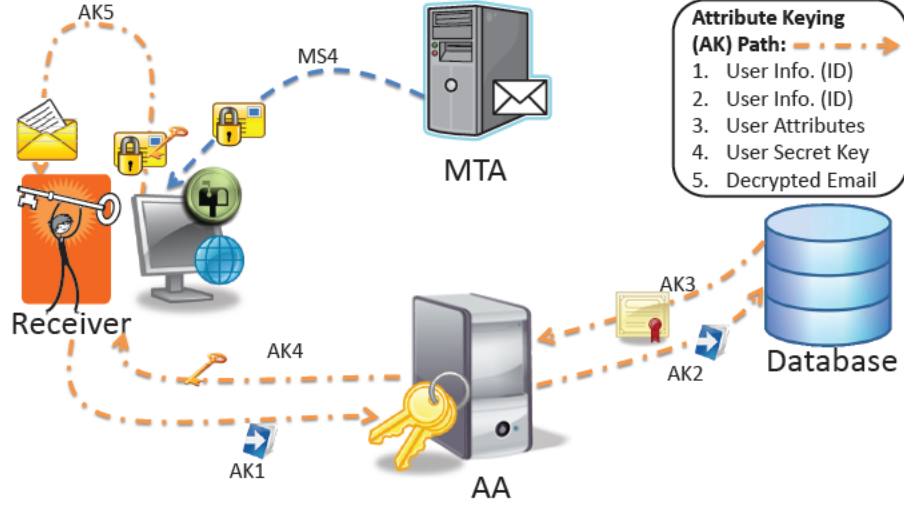 AK5
MS4
MTA
Attribute Keying
(AK) Path:
1. User Info. (ID)
2. User Info. (ID)
3. User Attributes
4. User Secret Key
5. Decrypted Email
Receiver
AK3
AK4
AK2
Database
AK1
AA